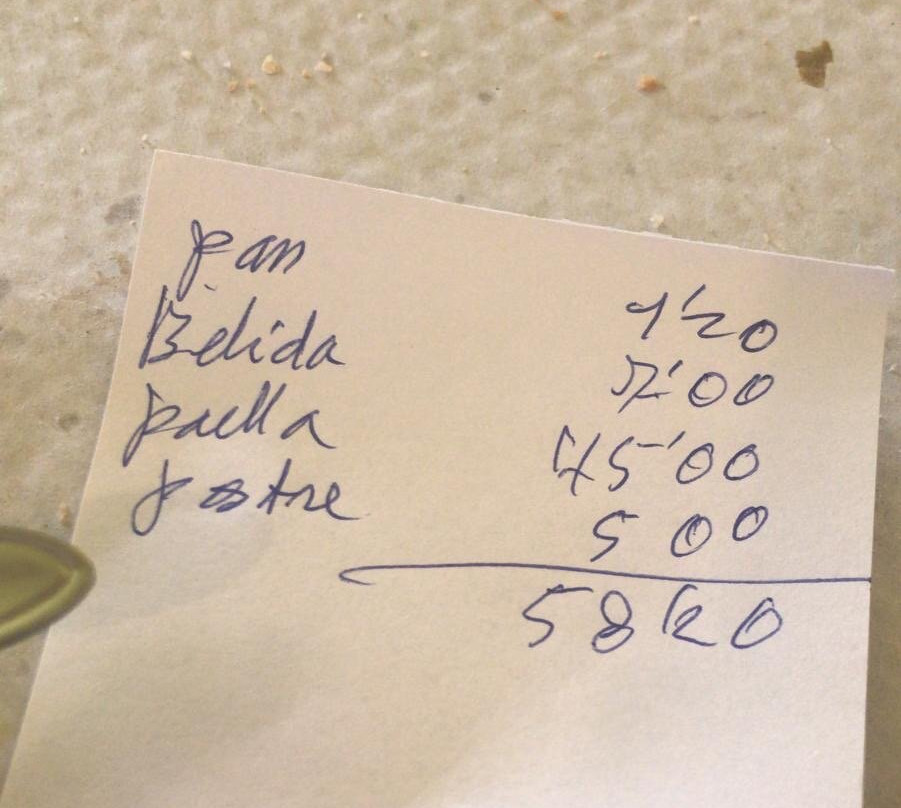 pan 1'20
Bebida 7'00
paella 45'00
postre 5 00
58'20